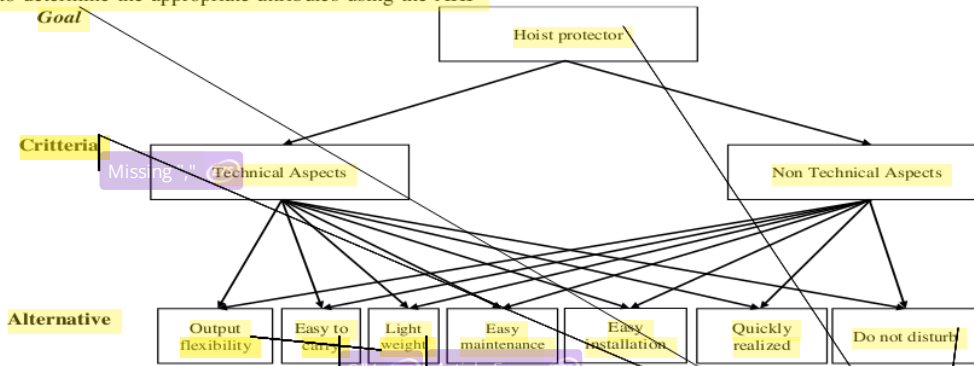 to determine the appropriate attributes using the AHP
Goal
Hoist protector
Critteria
Missing ","
Technical Aspects
Non Technical Aspects
Alternative
Output
flexibility
Easy to
carry
Light
weight
Easy
maintenance
Easy
installation
Quickly
realized
Do not disturb